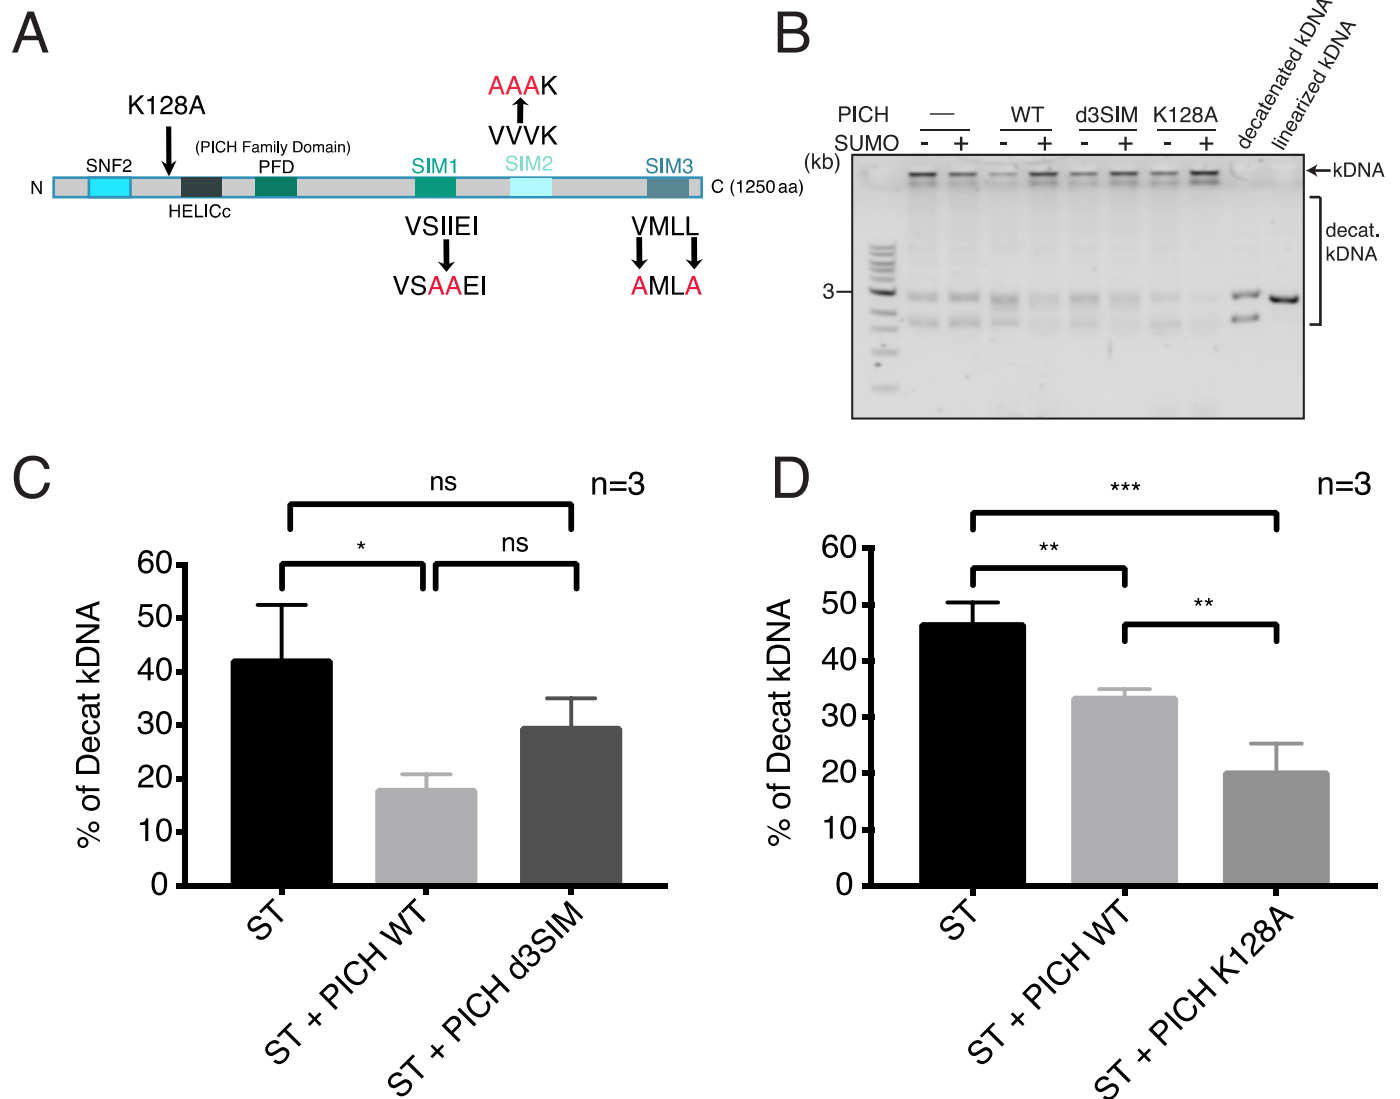 A
K128A
AAAK
VVVK
(PICH Family Domain)
SNF2
PFD
SIM1
SIM2
SIM3
N
C (1250 aa)
HELICc
VSIIEI
VMLL
VSAAEI
AMLA
B
decatenated kDNA
linearized kDNA
PICH — WT d3SIM K128A
SUMO - + - + - + - +
(kb)
kDNA
decat.
kDNA
3
C
ns
n=3
*
ns
% of Decat kDNA
60
50
40
30
20
10
0
ST
ST + PICH WT
ST + PICH d3SIM
D
***
n=3
**
**
% of Decat kDNA
60
50
40
30
20
10
0
ST
ST + PICH WT
ST + PICH K128A